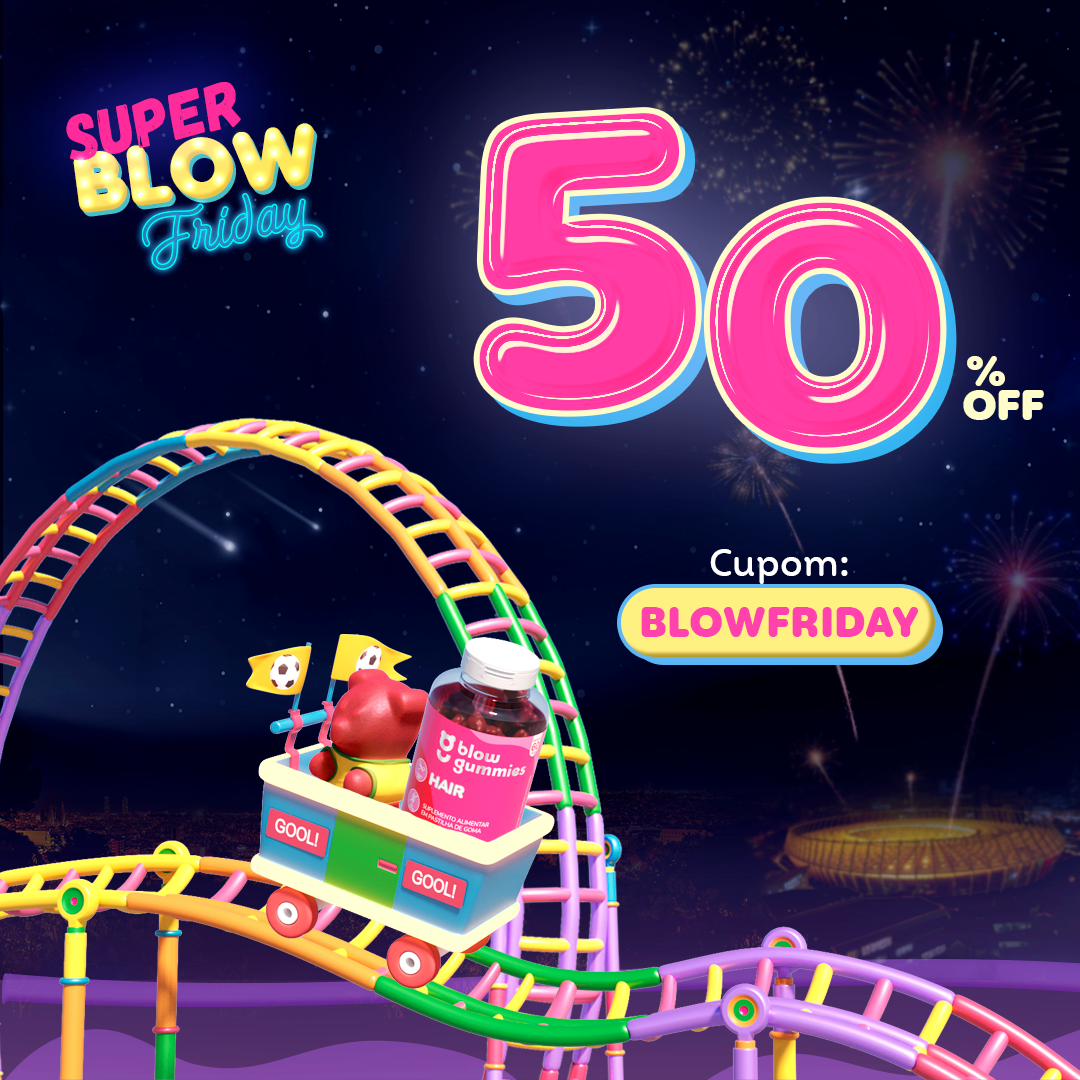 SUPER
BLOW
Friday
50
%
OFF
Cupom:
BLOWFRIDAY
blow
gummies
HAIR
SUPLEMENTO ALIMENTAR
EM PASTILHA DE GOMA
GOOL!
GOOL!